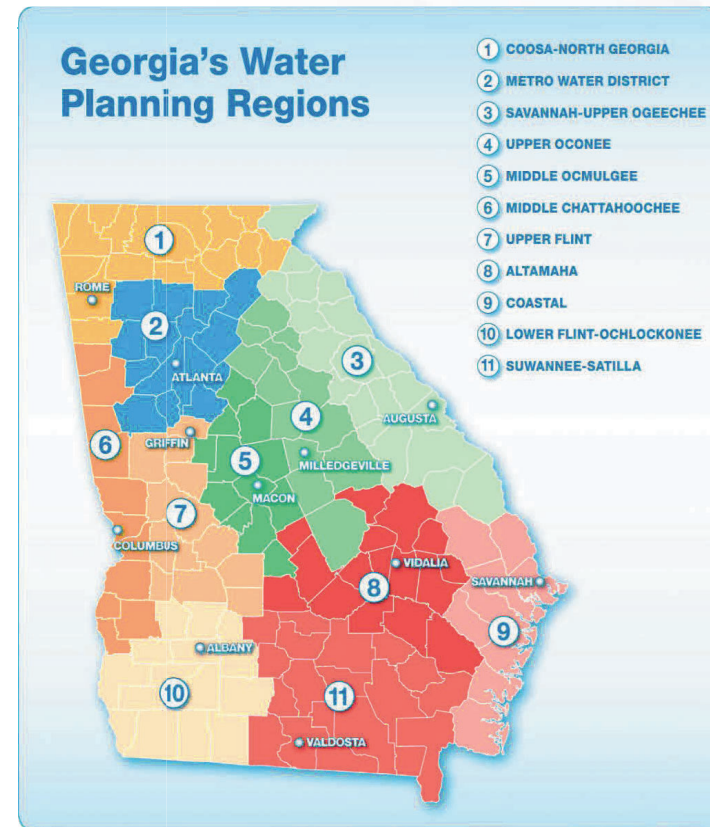 Georgia's Water
Planning Regions
1 COOSA-NORTH GEORGIA
2 METRO WATER DISTRICT
3 SAVANNAH-UPPER OGEECHEE
4 UPPER OCONEE
5 MIDDLE OCMULGEE
6 MIDDLE CHATTAHOOCHEE
7 UPPER FLINT
8 ALTAMAHA
9 COASTAL
10 LOWER FLINT-OCHLOCKONEE
11 SUWANNEE-SATILLA
1
ROME
2
ATLANTA
3
AUGUSTA
4
6
GRIFFIN
5
MILLEDGEVILLE
MACON
7
COLUMBUS
VIDALIA
8
SAVANNAH
9
ALBANY
10
11
VALDOSTA